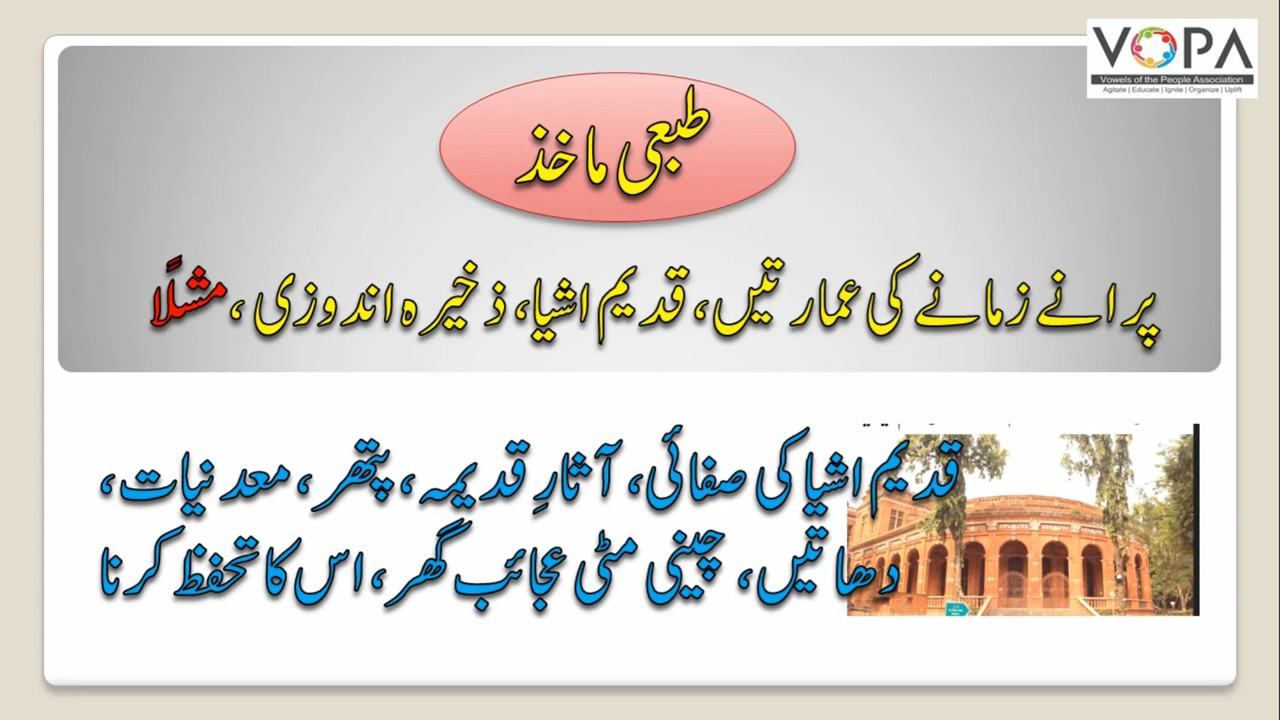 VOPA
Vowels of the People Association
Agitate | Educate | Ignite | Organize | Uplift
طبعی ماخذ
پرانے زمانے کی عمارتیں، قدیم اشیا، ذخیرہ اندوزی، مشلاً
قدیم اشیا کی صفائی، آثارِ قدیمہ، پتھر، معدنیات،
دھاتیں، چینی مٹی عجائب گھر، اس کا تحفظ کرنا